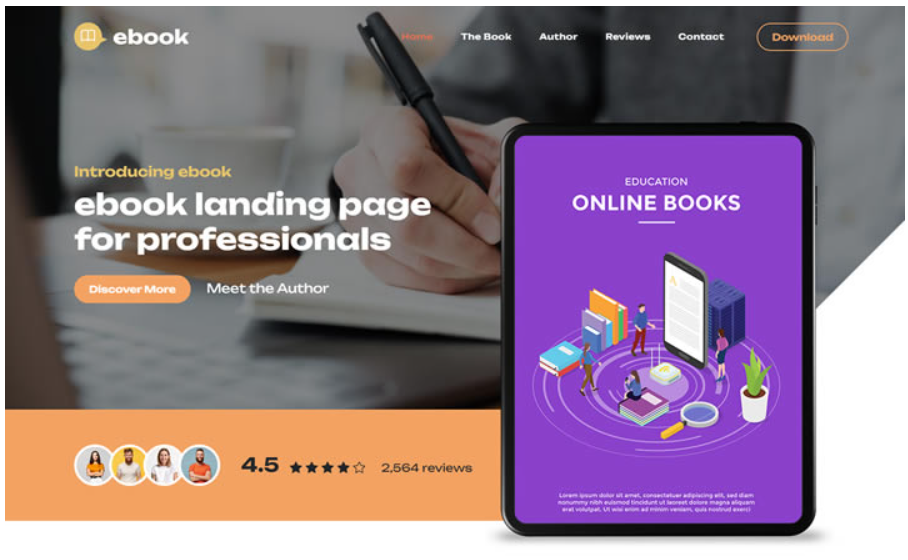 ebook
Home The Book Author Reviews Contact Download
Introducing ebook
ebook landing page
for professionals
Discover More Meet the Author
4.5 2,564 reviews
EDUCATION
ONLINE BOOKS
A
Lorem ipsum dolor sit amet, consectetuer adipiscing elit, sed diam
nonummy nibh euismod tincidunt ut laoreet dolore magna aliquam
erat volutpat. Ut wisi enim ad minim veniam, quis nostrud exerci